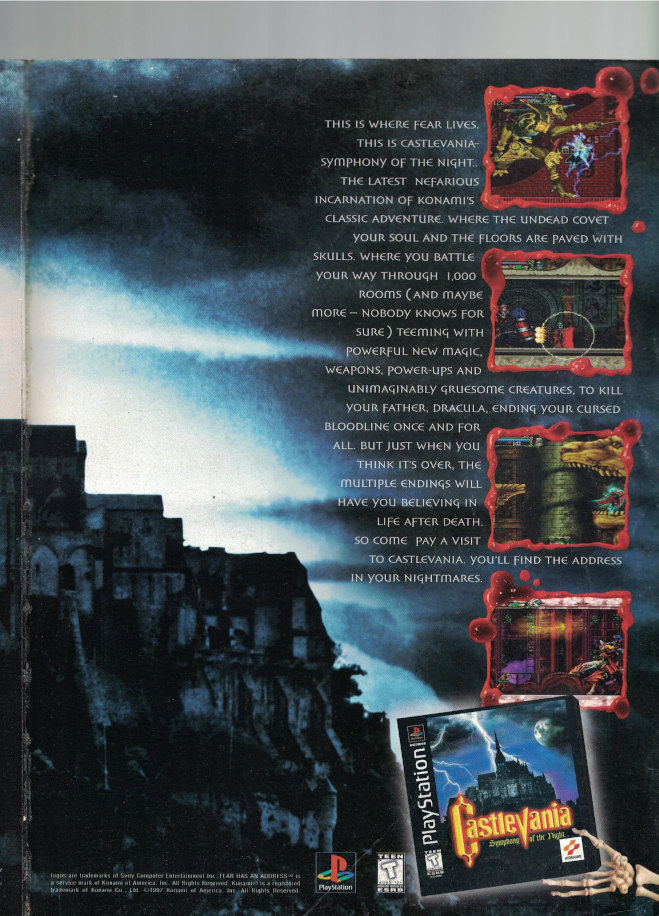 THIS IS WHERE FEAR LIVES.
THIS IS CASTLEVANIA-
SYMPHONY OF THE NIGHT..
THE LATEST NEFARIOUS
INCARNATION OF KONAMI'S
CLASSIC ADVENTURE. WHERE THE UNDEAD COVET
YOUR SOUL AND THE FLOORS ARE PAVED WITH
SKULLS. WHERE YOU BATTLE
YOUR WAY THROUGH 1,000
ROOMS (AND MAYBE
MORE – NOBODY KNOWS FOR
SURE) TEEMING WITH
POWERFUL NEW MAGIC,
WEAPONS, POWER-UPS AND
UNIMAGINABLY GRUESOME CREATURES, TO KILL
YOUR FATHER, DRACULA, ENDING YOUR CURSED
BLOODLINE ONCE AND FOR
ALL. BUT JUST WHEN YOU
THINK IT'S OVER, THE
MULTIPLE ENDINGS WILL
HAVE YOU BELIEVING IN
LIFE AFTER DEATH.
SO COME PAY A VISIT
TO CASTLEVANIA. YOU'LL FIND THE ADDRESS
IN YOUR NIGHTMARES.
PlayStation
Castlevania
Symphony of the Night
TEEN
KONAMI
logos are trademarks of Sony Computer Entertainment Inc. FEAR HAS AN ADDRESS℠ is
a service mark of Konami of America, Inc. All Rights Reserved. Konami® is a registered
trademark of Konami Co., Ltd. ©1997 Konami of America, Inc. All Rights Reserved.
PlayStation
TEEN
AGES 13+
ESRB